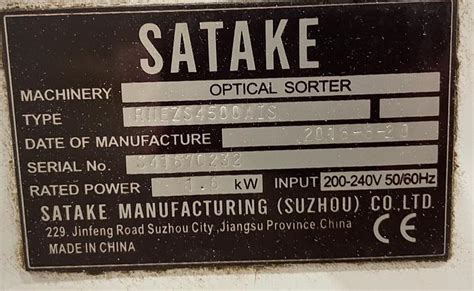 SATAKE
MACHINERY OPTICAL SORTER
TYPE
DATE OF MANUFACTURE
SERIAL No.
RATED POWER kW INPUT 200-240V 50/60Hz
SATAKE MANUFACTURING (SUZHOU) CO.,LTD.
229. Jinfeng Road Suzhou City ,Jiangsu Province.China
MADE IN CHINA CE